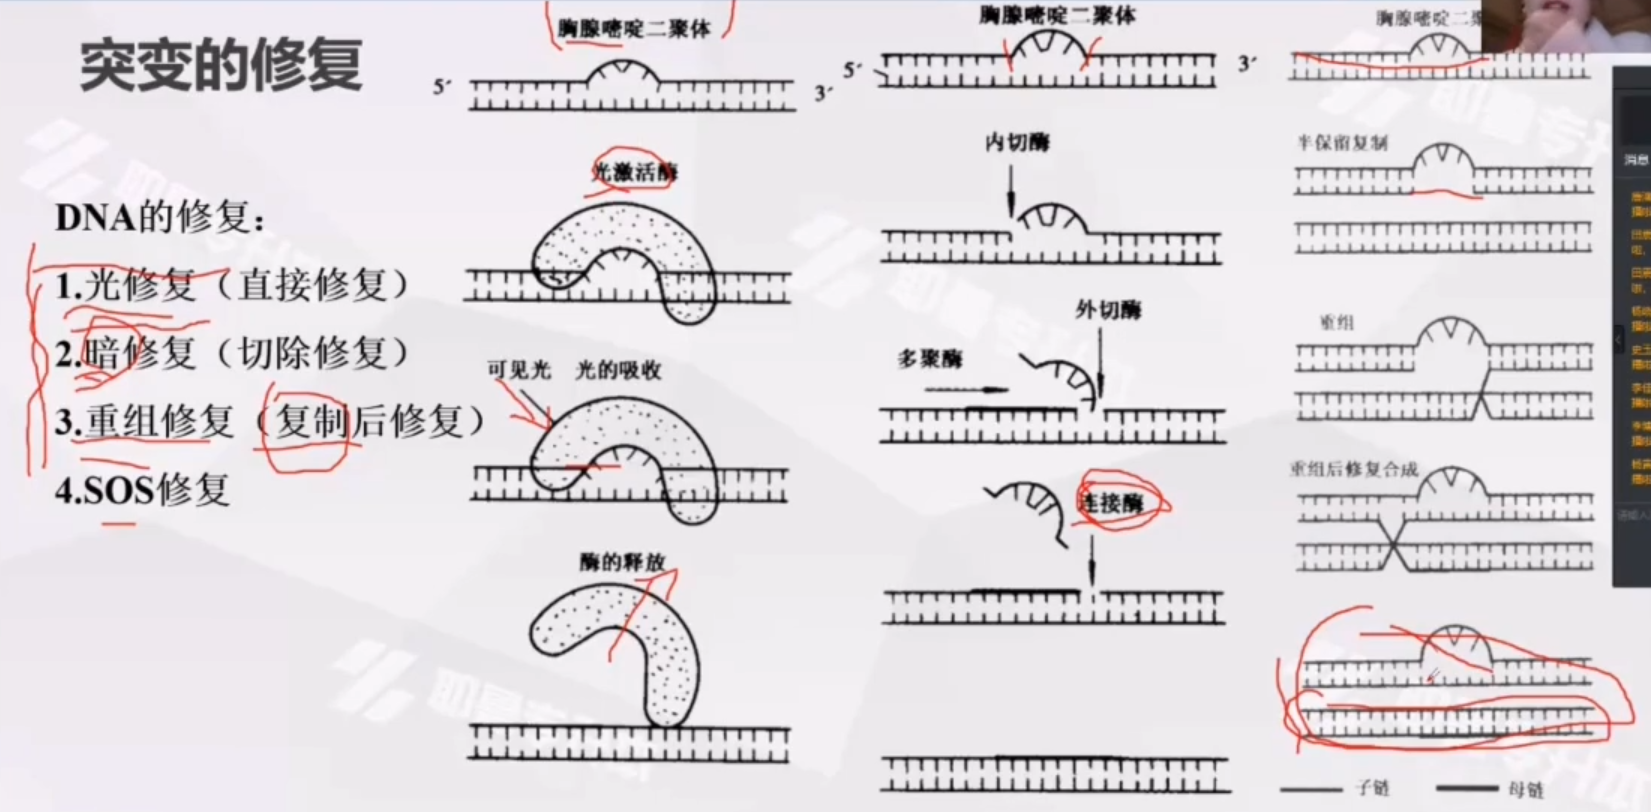 突变的修复
DNA的修复：
1.光修复（直接修复）
2.暗修复（切除修复）
3.重组修复（复制后修复）
4.SOS修复
胸腺嘧啶二聚体
5′
3′
光激活酶
可见光 光的吸收
酶的释放
胸腺嘧啶二聚体
5′
3′
内切酶
外切酶
多聚酶
连接酶
胸腺嘧啶二
半保留复制
重组
重组后修复合成
子链
母链
消息